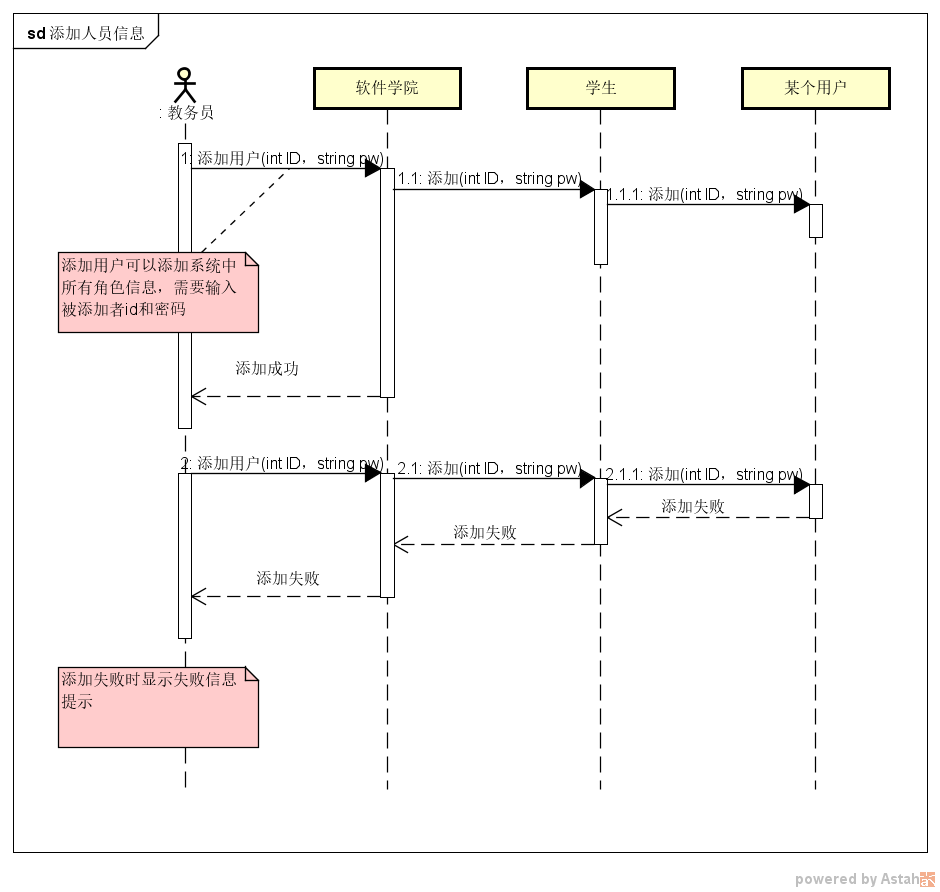 sd 添加人员信息
: 教务员
软件学院
学生
某个用户
1: 添加用户(int ID，string pw)
1.1: 添加(int ID，string pw)
1.1.1: 添加(int ID，string pw)
添加用户可以添加系统中
所有角色信息，需要输入
被添加者id和密码
添加成功
2: 添加用户(int ID，string pw)
2.1: 添加(int ID，string pw)
2.1.1: 添加(int ID，string pw)
添加失败
添加失败
添加失败
添加失败时显示失败信息
提示
powered by Astah